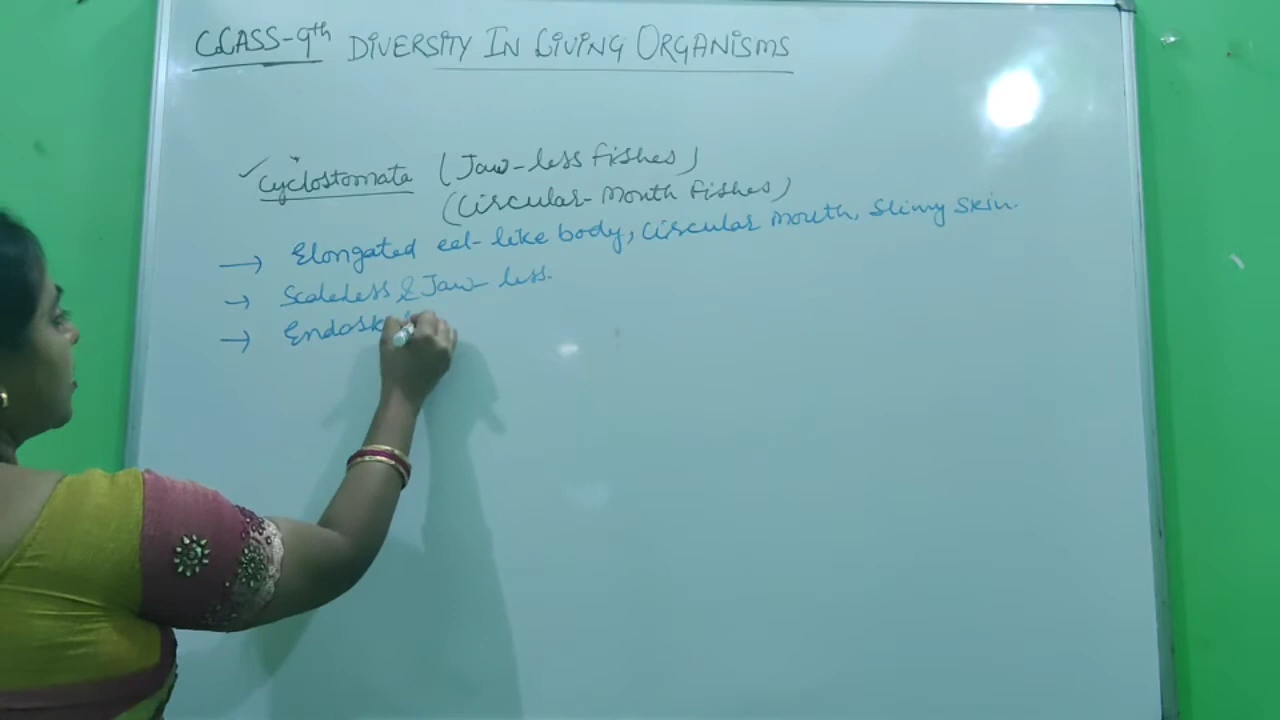 CLASS-9th DIVERSITY IN LIVING ORGANISMS
Cyclostomata (Jaw-less fishes)
(Circular-Mouth fishes)
→ Elongated eel-like body, Circular mouth, Slimy Skin.
→ Scaleless & Jaw-less.
→ Endosk